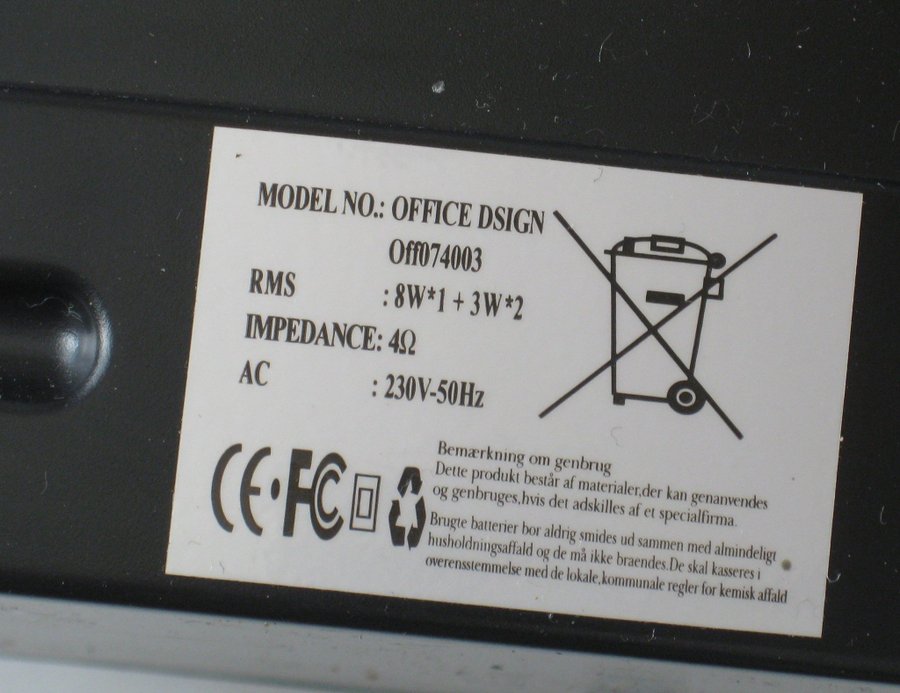 MODEL NO.: OFFICE DSIGN
Off074003
RMS : 8W*1 + 3W*2
IMPEDANCE: 4Ω
AC : 230V-50Hz
CE FC
Bemærkning om genbrug
Dette produkt består af materialer,der kan genanvendes
og genbruges,hvis det adskilles af et specialfirma.
Brugte batterier bor aldrig smides ud sammen med almindeligt
husholdningsaffald og de må ikke braendes.De skal kasseres i
overensstemmelse med de lokale,kommunale regler for kemisk affald